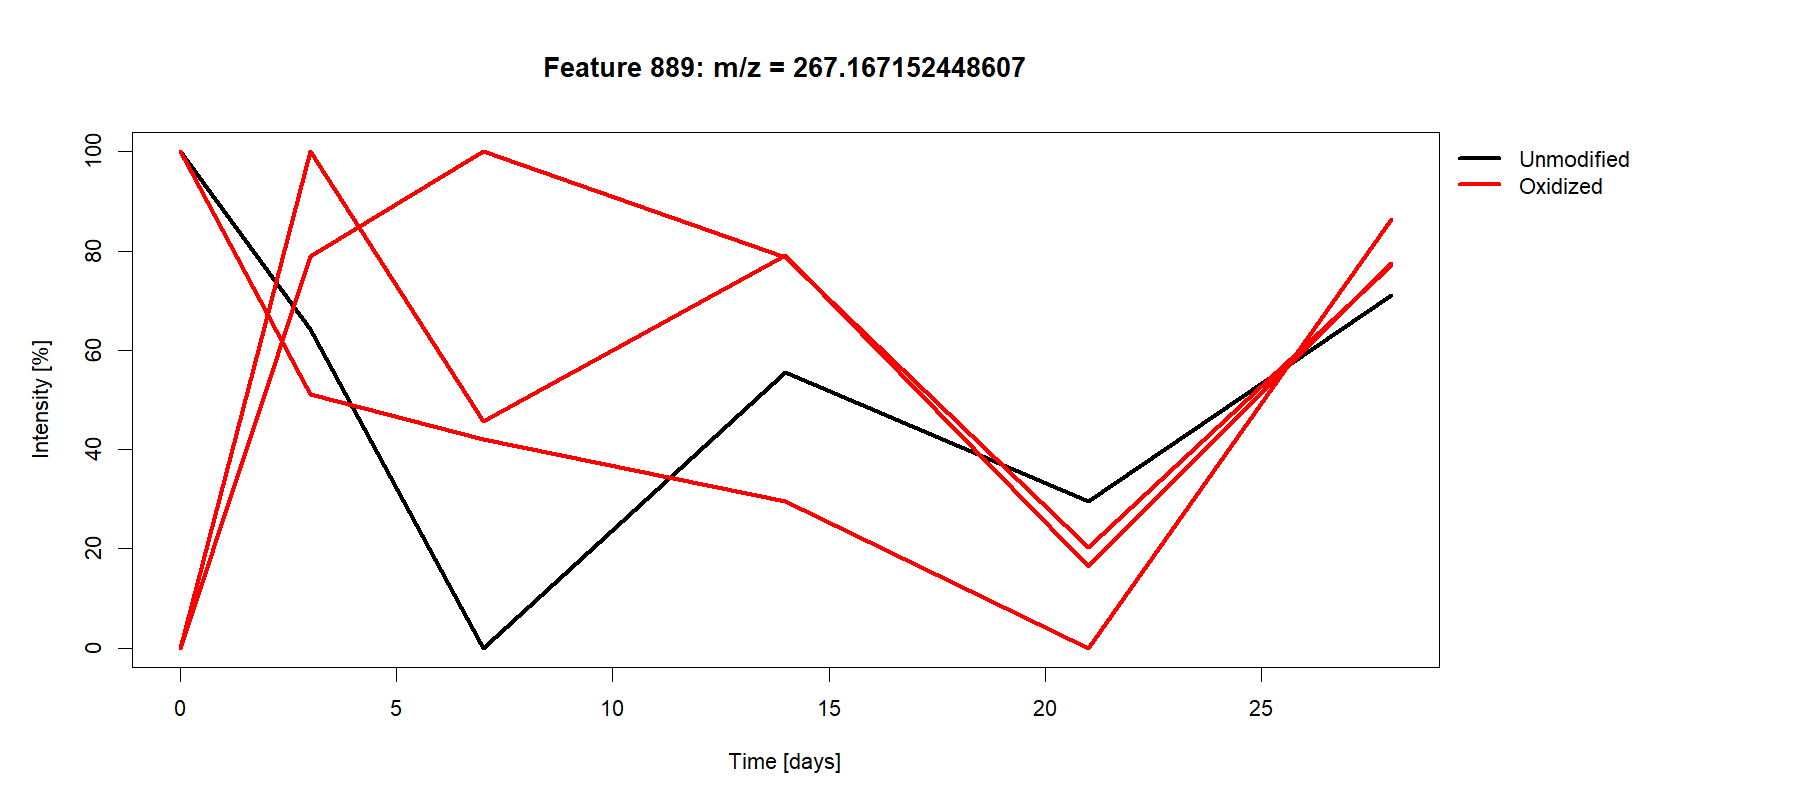 Feature 889: m/z = 267.167152448607
Unmodified
Oxidized
Intensity [%]
100
80
60
40
20
0
0 5 10 15 20 25
Time [days]